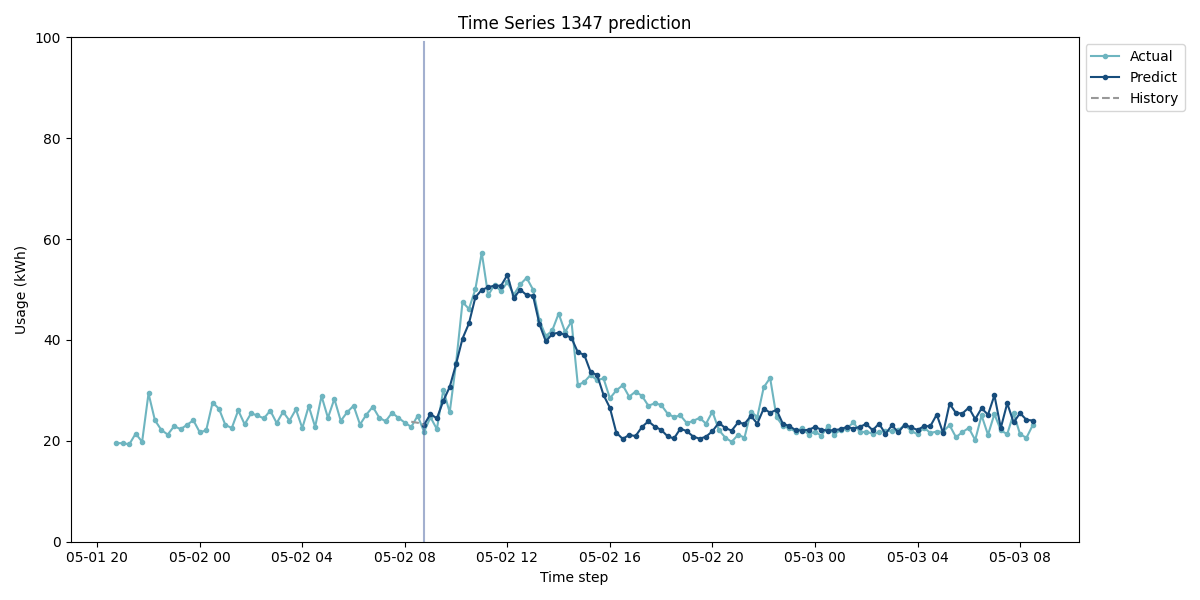 Time Series 1347 prediction
100
80
60
40
20
0
Usage (kWh)
05-01 20
05-02 00
05-02 04
05-02 08
05-02 12
05-02 16
05-02 20
05-03 00
05-03 04
05-03 08
Time step
Actual
Predict
History